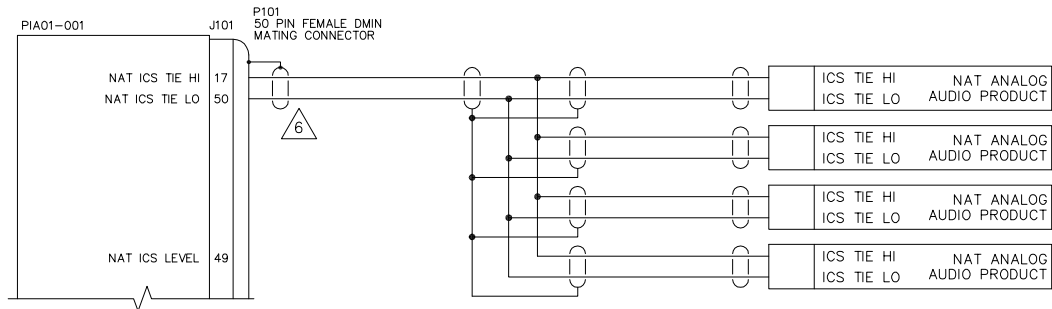 PIA01-001
J101
P101
50 PIN FEMALE DMIN
MATING CONNECTOR
NAT ICS TIE HI 17
NAT ICS TIE LO 50
6
NAT ICS LEVEL 49
ICS TIE HI NAT ANALOG
ICS TIE LO AUDIO PRODUCT
ICS TIE HI NAT ANALOG
ICS TIE LO AUDIO PRODUCT
ICS TIE HI NAT ANALOG
ICS TIE LO AUDIO PRODUCT
ICS TIE HI NAT ANALOG
ICS TIE LO AUDIO PRODUCT